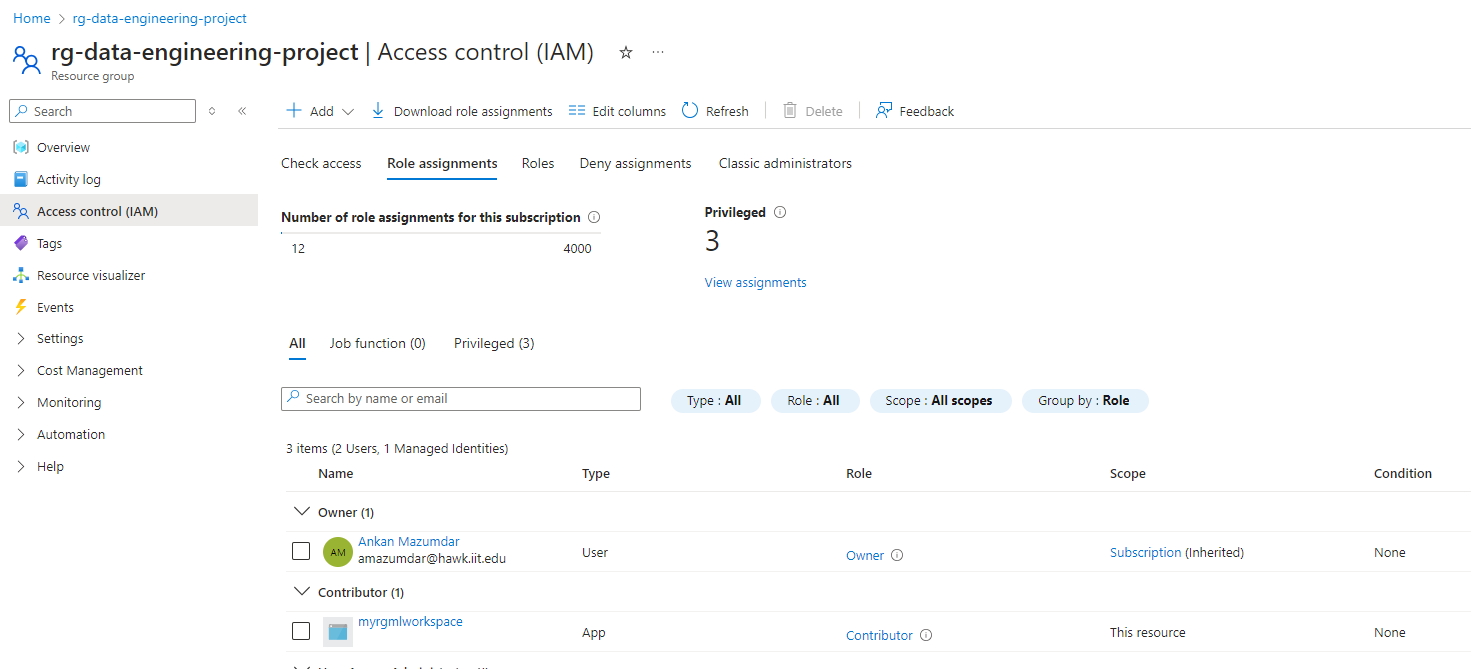 Home > rg-data-engineering-project
rg-data-engineering-project | Access control (IAM) ☆ ...
Resource group
Search
+ Add Download role assignments Edit columns Refresh Delete Feedback
Overview
Activity log
Access control (IAM)
Tags
Resource visualizer
Events
Settings
Cost Management
Monitoring
Automation
Help
Check access Role assignments Roles Deny assignments Classic administrators
Number of role assignments for this subscription
12 4000
Privileged
3
View assignments
All Job function (0) Privileged (3)
Search by name or email
Type : All Role : All Scope : All scopes Group by : Role
3 items (2 Users, 1 Managed Identities)
Name Type Role Scope Condition
Owner (1)
AM Ankan Mazumdar
amazumdar@hawk.iit.edu
User Owner Subscription (Inherited) None
Contributor (1)
myrgmlworkspace
App Contributor This resource None